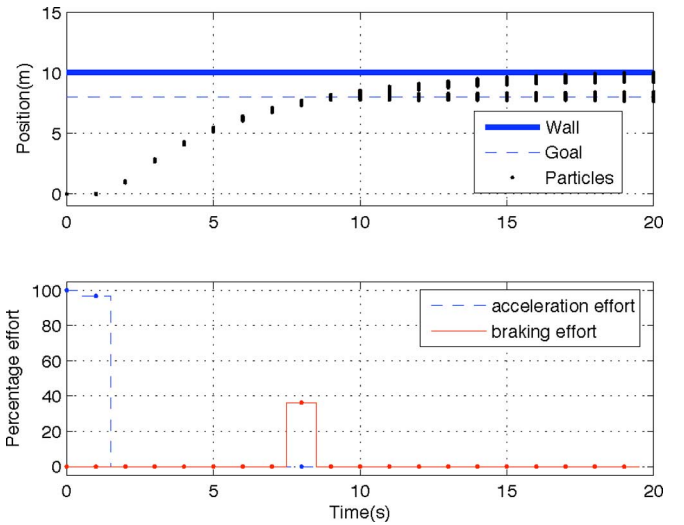 Position(m)
15
10
5
0
0 5 10 15 20
Wall
Goal
Particles
Percentage effort
100
80
60
40
20
0
0 5 10 15 20
acceleration effort
braking effort
Time(s)